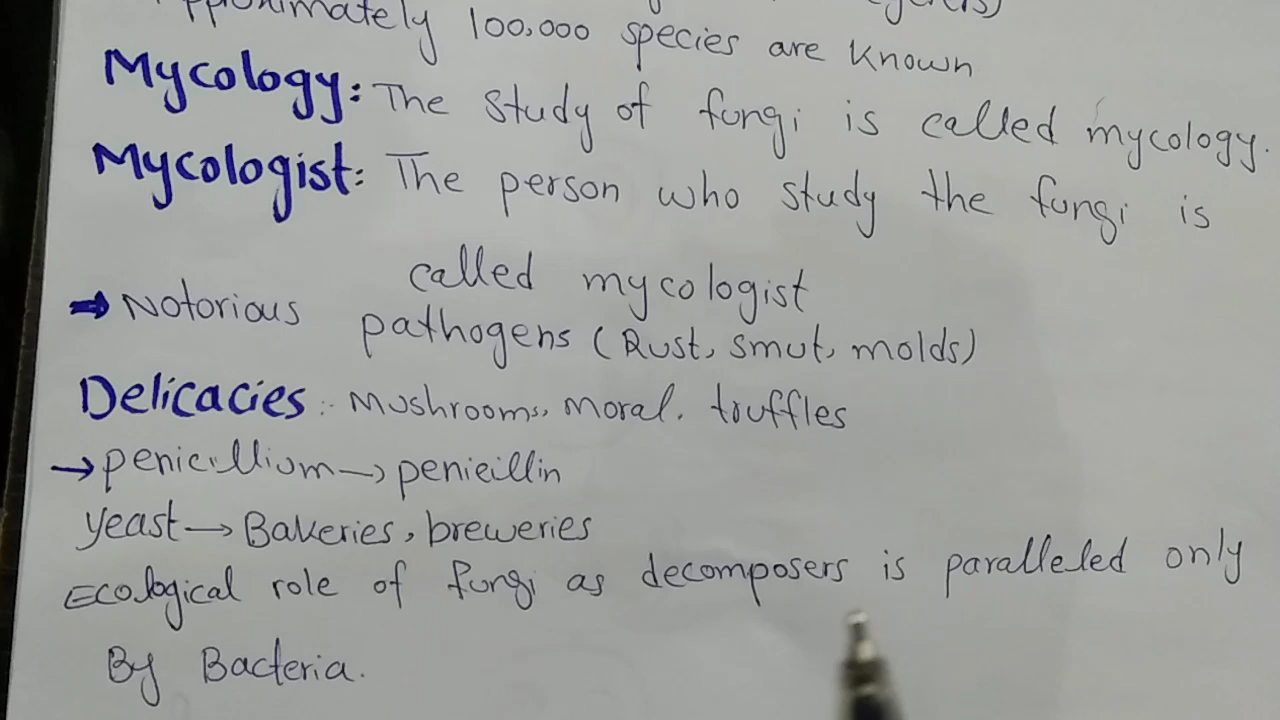 100,000 species are known
Mycology: The study of fungi is called mycology.
Mycologist: The person who study the fungi is
called mycologist
➡ Notorious pathogens (Rust, smut, molds)
Delicacies:- Mushrooms, moral, truffles
→ penicillium → penicillin
yeast → Bakeries, breweries
Ecological role of fungi as decomposers is paralleled only
By Bacteria.